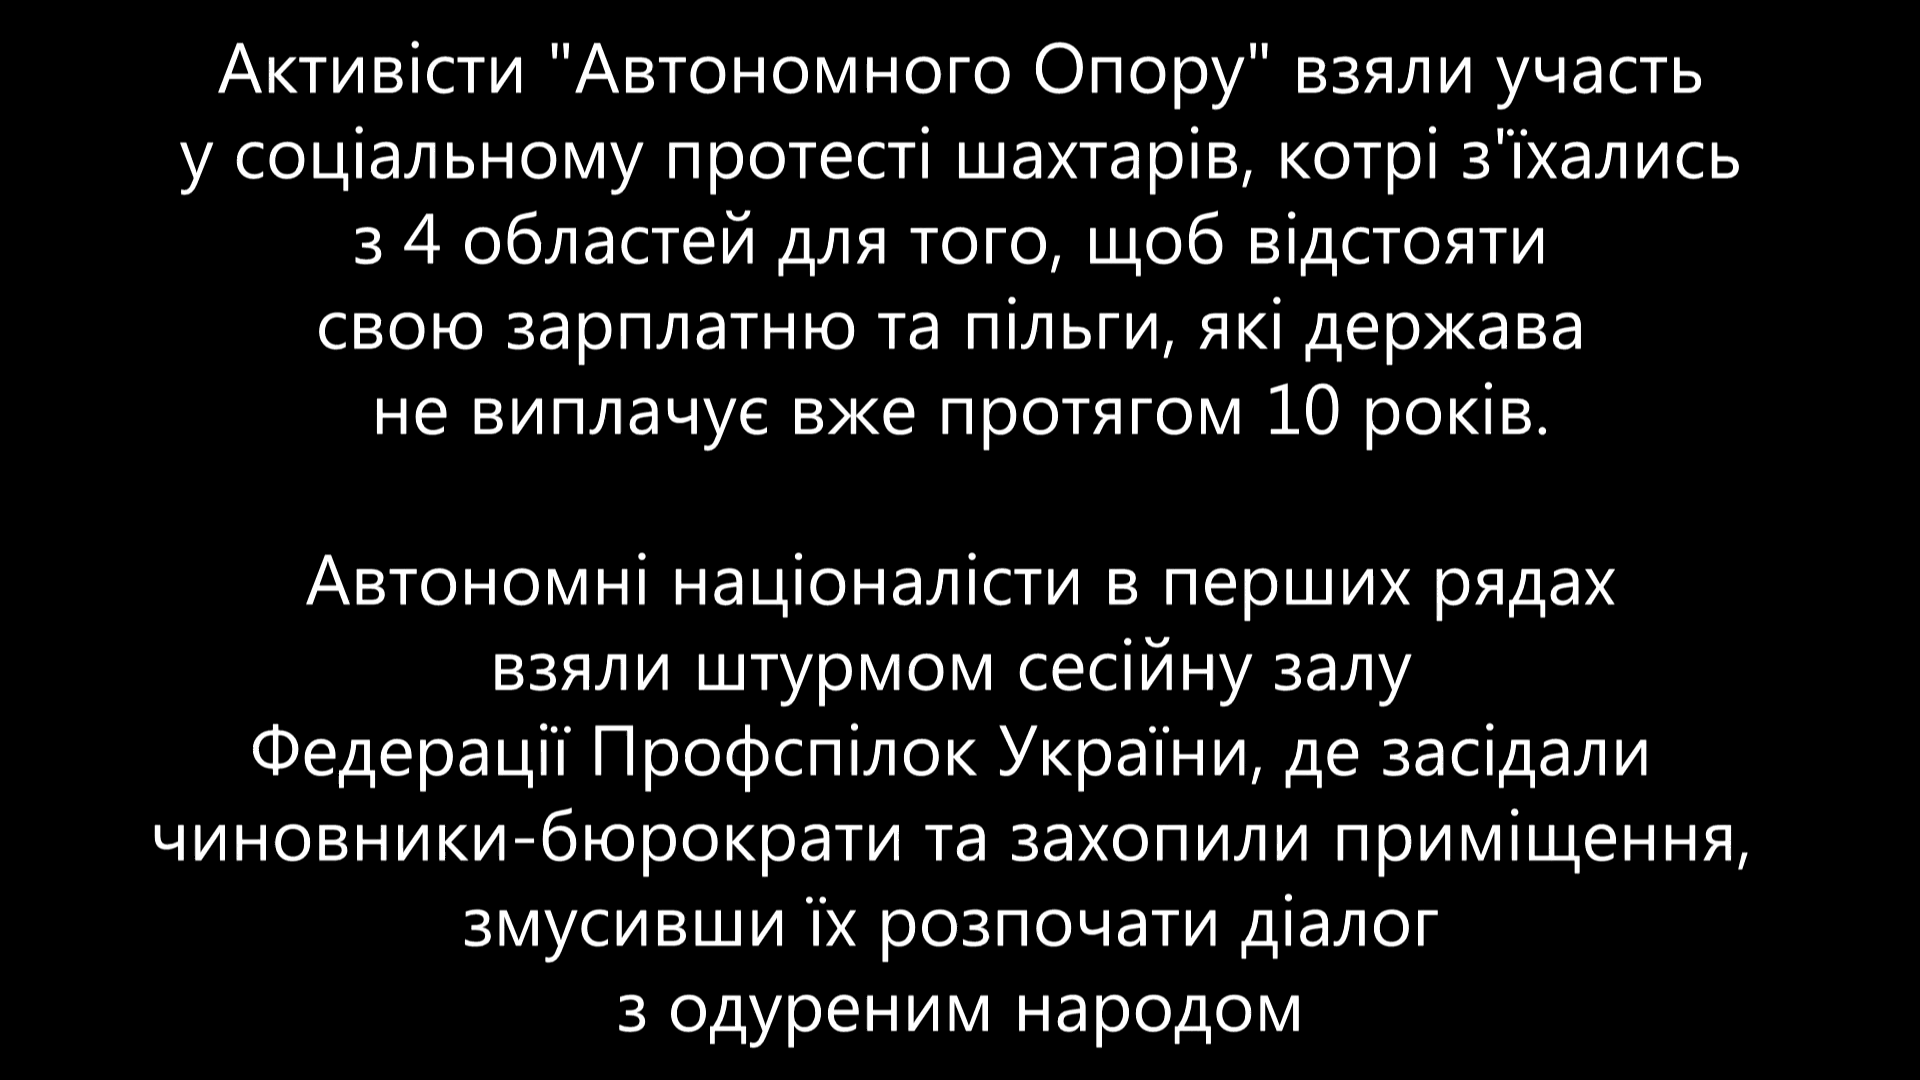 Активісти "Автономного Опору" взяли участь
у соціальному протесті шахтарів, котрі з'їхались
з 4 областей для того, щоб відстояти
свою зарплатню та пільги, які держава
не виплачує вже протягом 10 років.
Автономні націоналісти в перших рядах
взяли штурмом сесійну залу
Федерації Профспілок України, де засідали
чиновники-бюрократи та захопили приміщення,
змусивши їх розпочати діалог
з одуреним народом